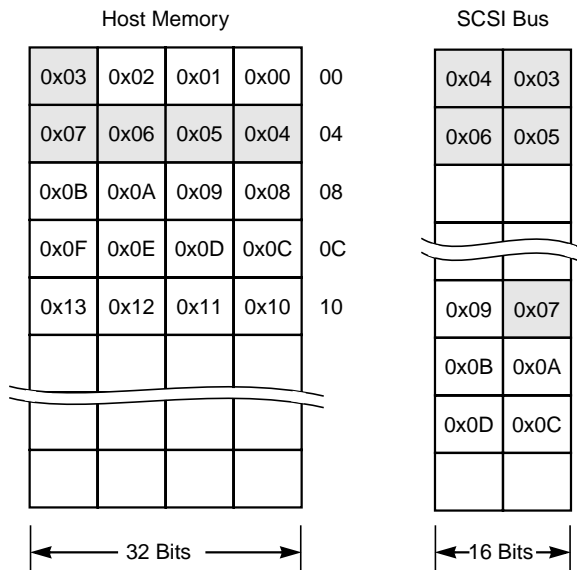 Host Memory
0x03 0x02 0x01 0x00 00
0x07 0x06 0x05 0x04 04
0x0B 0x0A 0x09 0x08 08
0x0F 0x0E 0x0D 0x0C 0C
0x13 0x12 0x11 0x10 10
32 Bits
SCSI Bus
0x04 0x03
0x06 0x05
0x09 0x07
0x0B 0x0A
0x0D 0x0C
16 Bits